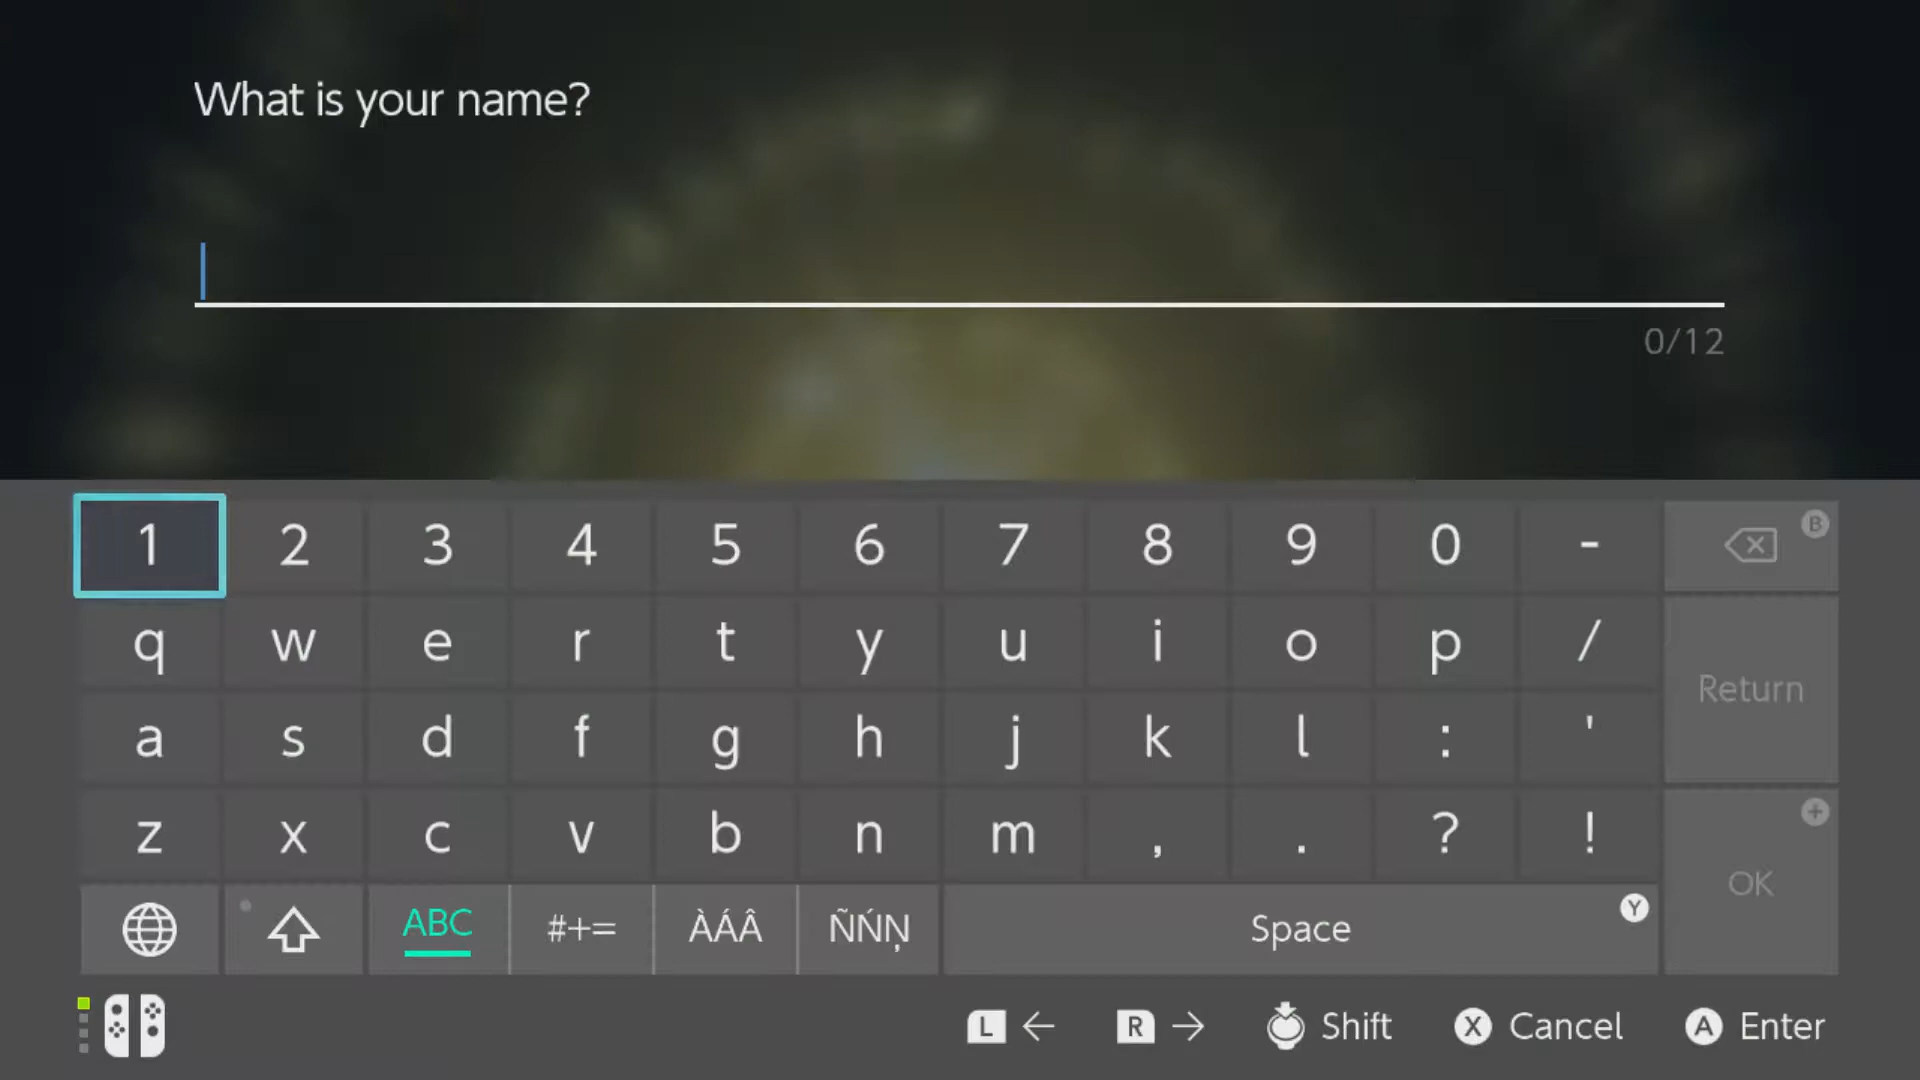 What is your name?
0/12
1 2 3 4 5 6 7 8 9 0 - B
q w e r t y u i o p /
Return
a s d f g h j k l : '
z x c v b n m , . ? ! +
OK
ABC #+= ÀÁÂ ÑŃŅ Space Y
L ← R → Shift X Cancel A Enter